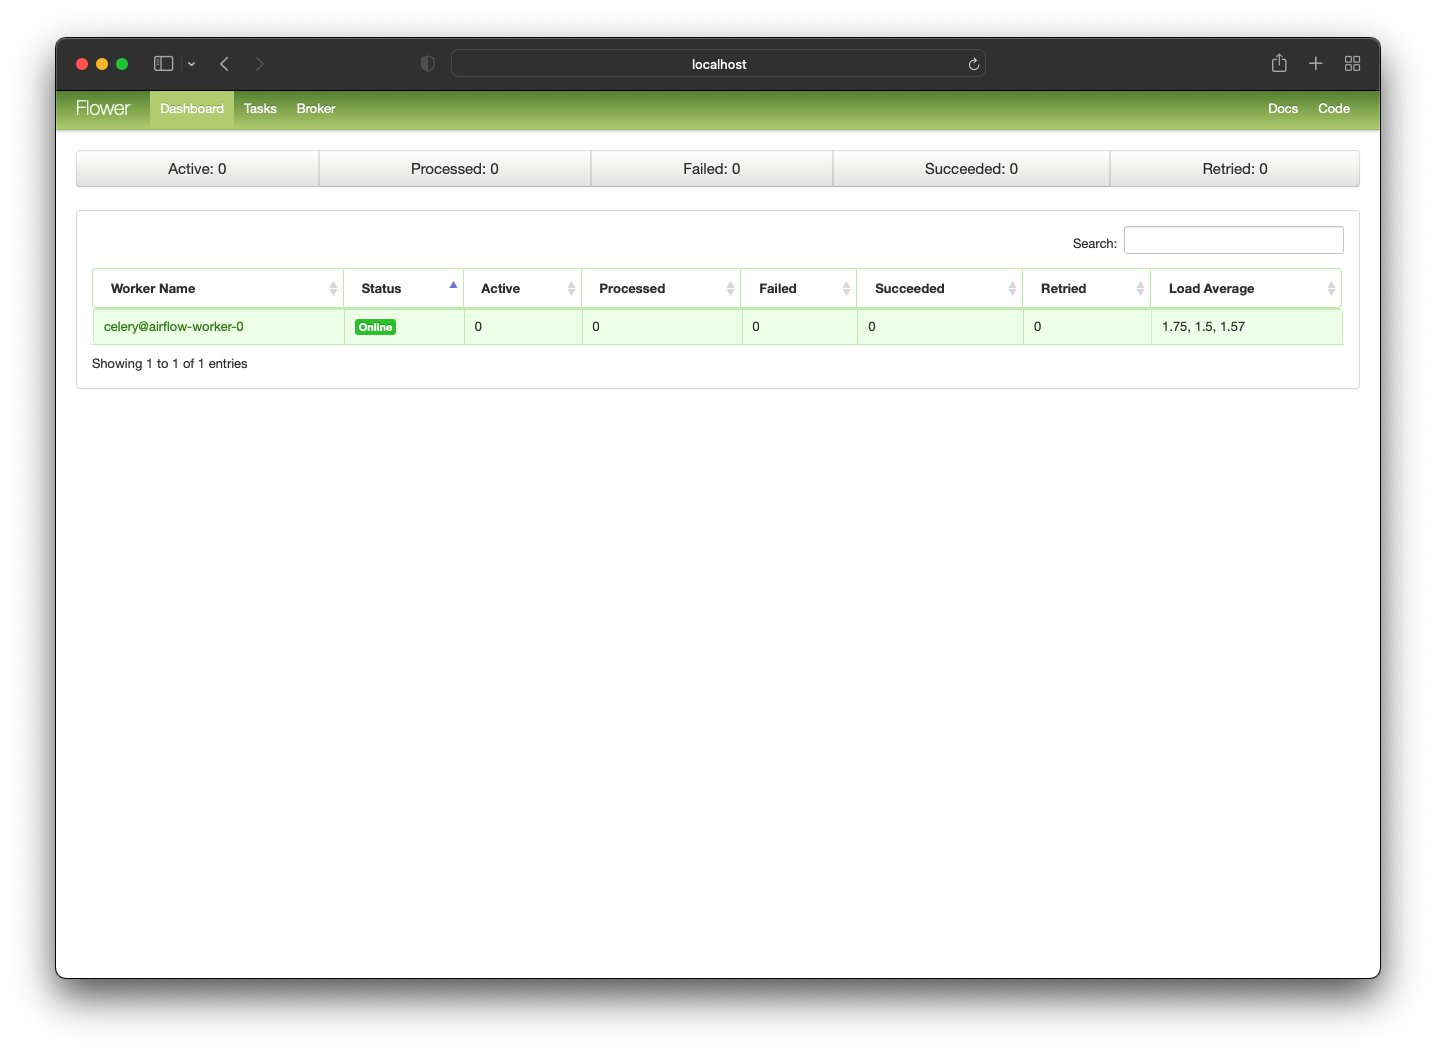 localhost
Flower Dashboard Tasks Broker Docs Code
Active: 0 Processed: 0 Failed: 0 Succeeded: 0 Retried: 0
Search:
Worker Name Status Active Processed Failed Succeeded Retried Load Average
celery@airflow-worker-0 Online 0 0 0 0 0 1.75, 1.5, 1.57
Showing 1 to 1 of 1 entries